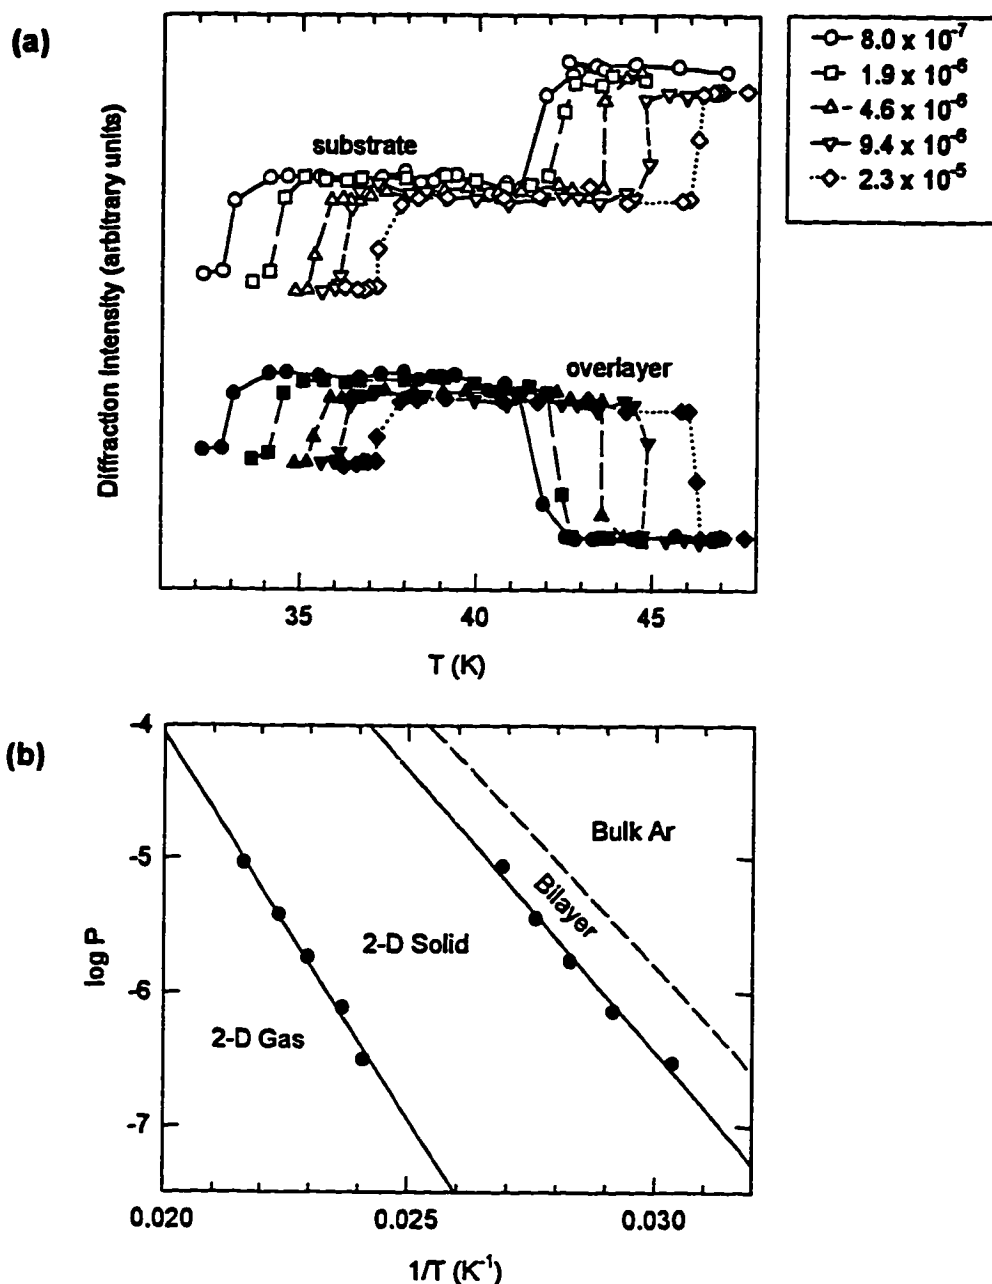 (a)
8.0 x 10⁻⁷
1.9 x 10⁻⁶
4.6 x 10⁻⁶
9.4 x 10⁻⁶
2.3 x 10⁻⁵
substrate
overlayer
Diffraction Intensity (arbitrary units)
35 40 45
T (K)
(b)
-4
-5
-6
-7
log P
Bulk Ar
Bilayer
2-D Solid
2-D Gas
0.020 0.025 0.030
1/T (K⁻¹)